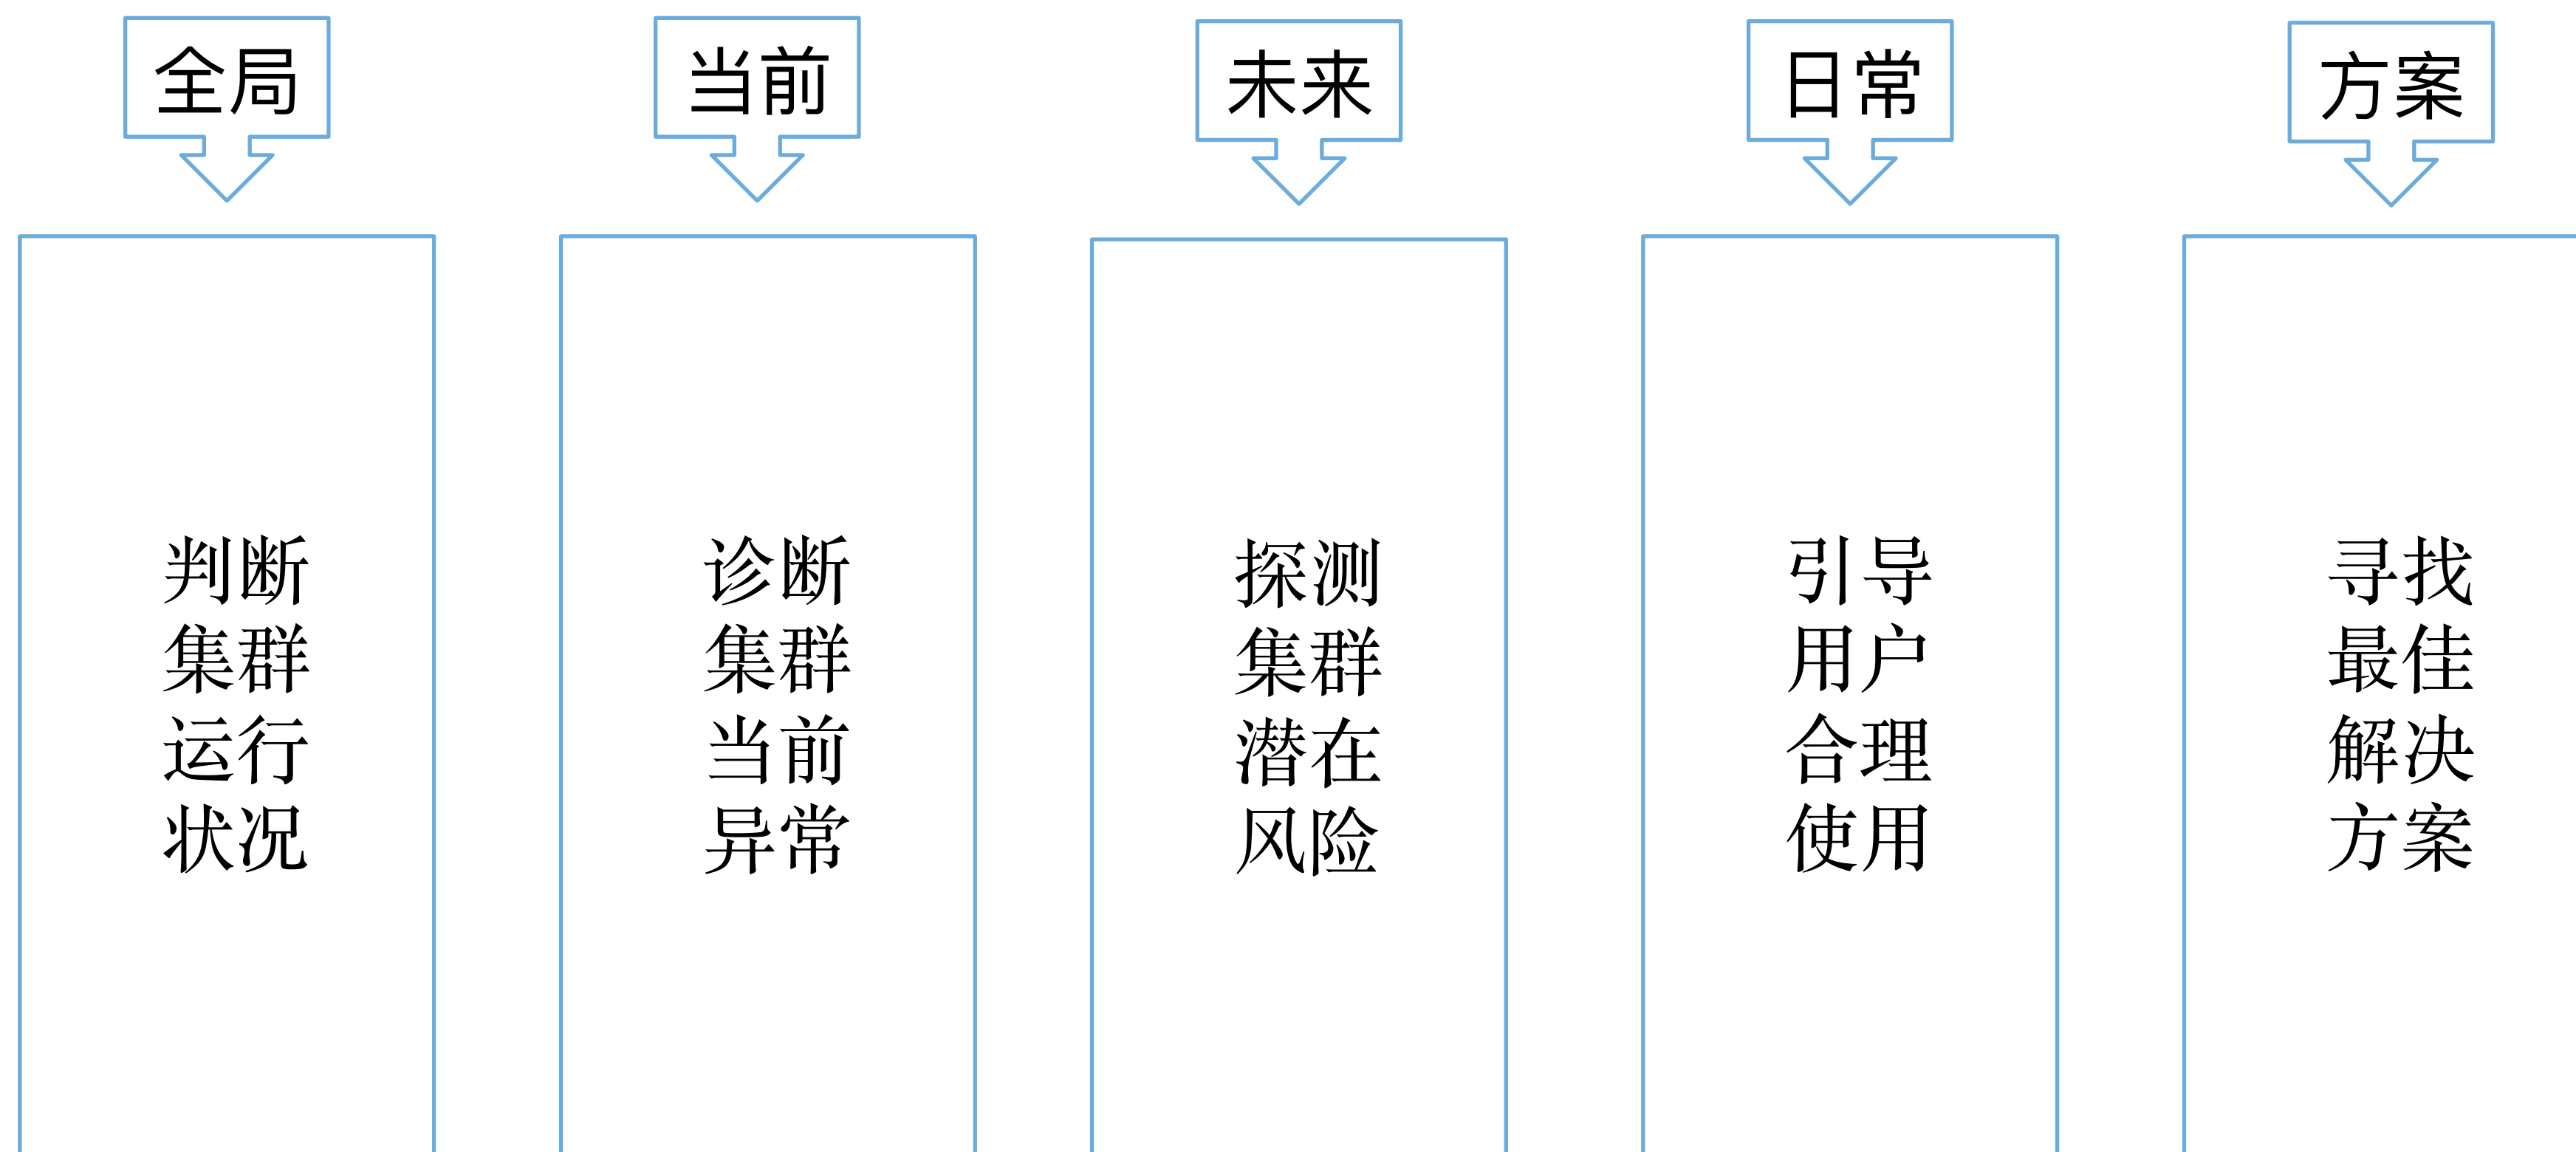 全局
判断
集群
运行
状况
当前
诊断
集群
当前
异常
未来
探测
集群
潜在
风险
日常
引导
用户
合理
使用
方案
寻找
最佳
解决
方案